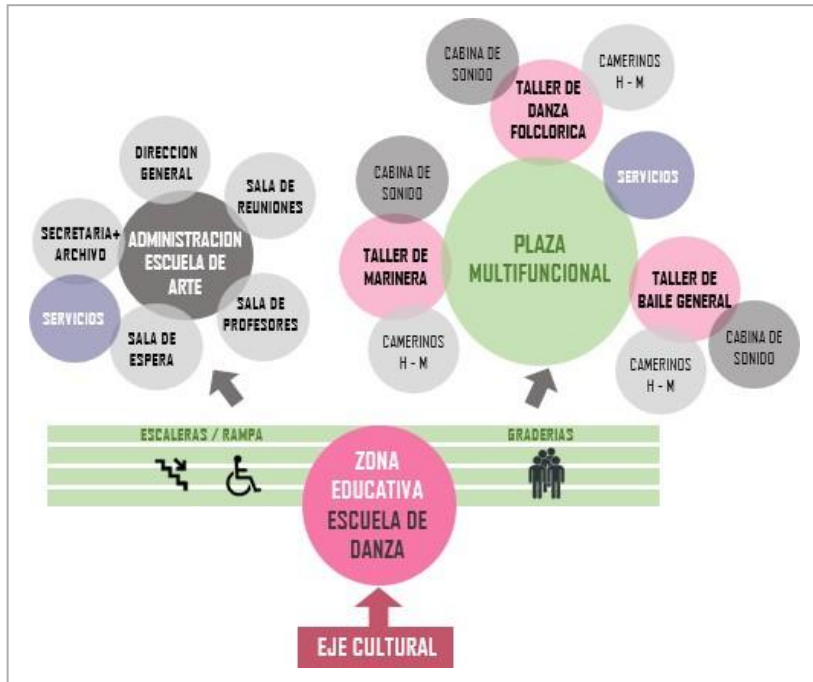 CABINA DE
SONIDO
CAMERINOS
H - M
TALLER DE
DANZA
FOLCLORICA
DIRECCION
GENERAL
SALA DE
REUNIONES
SECRETARIA+
ARCHIVO
ADMINISTRACION
ESCUELA DE
ARTE
SERVICIOS
SALA DE
ESPERA
SALA DE
PROFESORES
CABINA DE
SONIDO
SERVICIOS
TALLER DE
MARINERA
PLAZA
MULTIFUNCIONAL
TALLER DE
BAILE GENERAL
CAMERINOS
H - M
CAMERINOS
H - M
CABINA DE
SONIDO
ESCALERAS / RAMPA
GRADERIAS
ZONA
EDUCATIVA
ESCUELA DE
DANZA
EJE CULTURAL